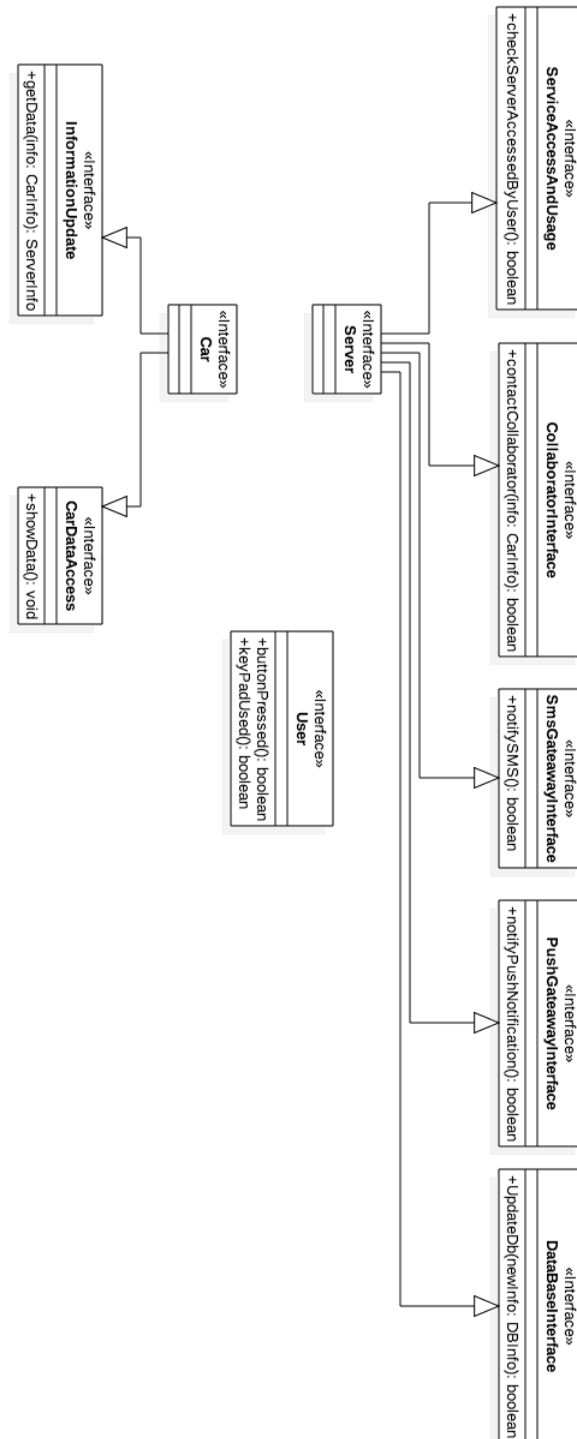 «Interface»
ServiceAccessAndUsage
+checkServerAccessedByUser(): boolean
«Interface»
CollaboratorInterface
+contactCollaborator(info: CarInfo): boolean
«Interface»
SmsGateawayInterface
+notifySMS(): boolean
«Interface»
PushGateawayInterface
+notifyPushNotification(): boolean
«Interface»
DataBaseInterface
+UpdateDb(newInfo: DBInfo): boolean
«Interface»
Server
«Interface»
User
+buttonPressed(): boolean
+keyPadUsed(): boolean
«Interface»
Car
«Interface»
InformationUpdate
+getData(info: CarInfo): ServerInfo
«Interface»
CarDataAccess
+showData(): void